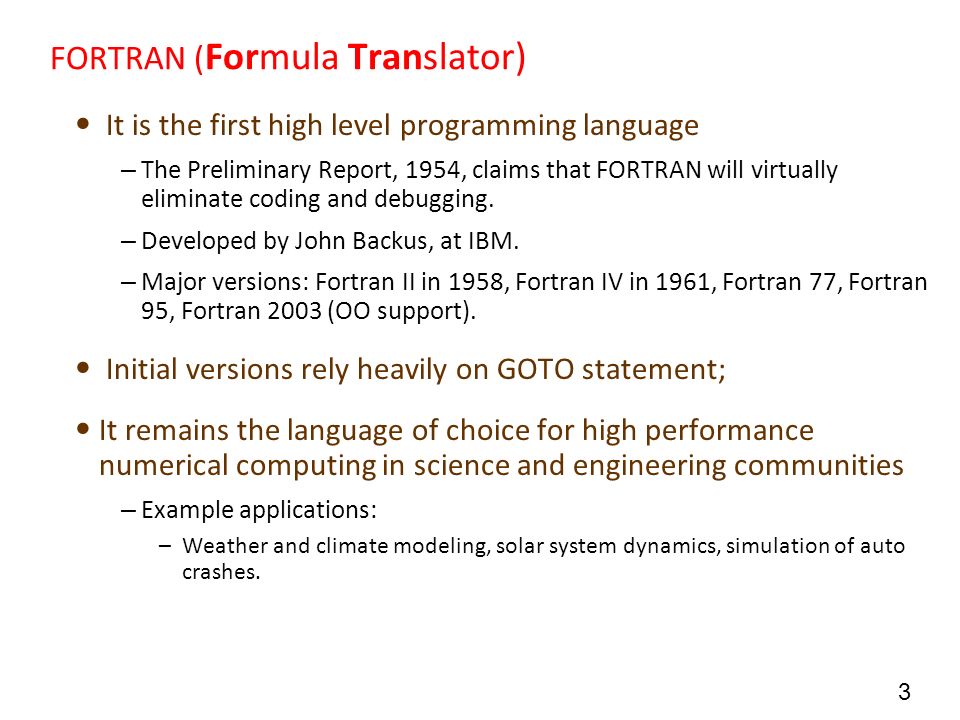 FORTRAN (Formula Translator)
• It is the first high level programming language
– The Preliminary Report, 1954, claims that FORTRAN will virtually
eliminate coding and debugging.
– Developed by John Backus, at IBM.
– Major versions: Fortran II in 1958, Fortran IV in 1961, Fortran 77, Fortran
95, Fortran 2003 (OO support).
• Initial versions rely heavily on GOTO statement;
• It remains the language of choice for high performance
numerical computing in science and engineering communities
– Example applications:
– Weather and climate modeling, solar system dynamics, simulation of auto
crashes.
3